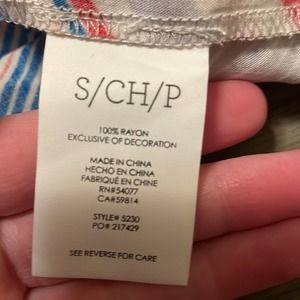 S/CH/P
100% RAYON
EXCLUSIVE OF DECORATION
MADE IN CHINA
HECHO EN CHINA
FABRIQUÉ EN CHINE
RN#54077
CA#59814
STYLE# 5230
PO# 217429
SEE REVERSE FOR CARE